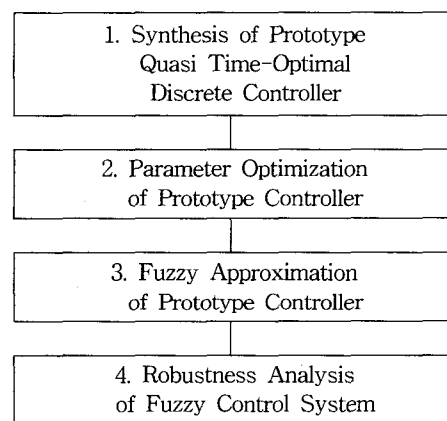 1. Synthesis of Prototype
Quasi Time-Optimal
Discrete Controller
2. Parameter Optimization
of Prototype Controller
3. Fuzzy Approximation
of Prototype Controller
4. Robustness Analysis
of Fuzzy Control System